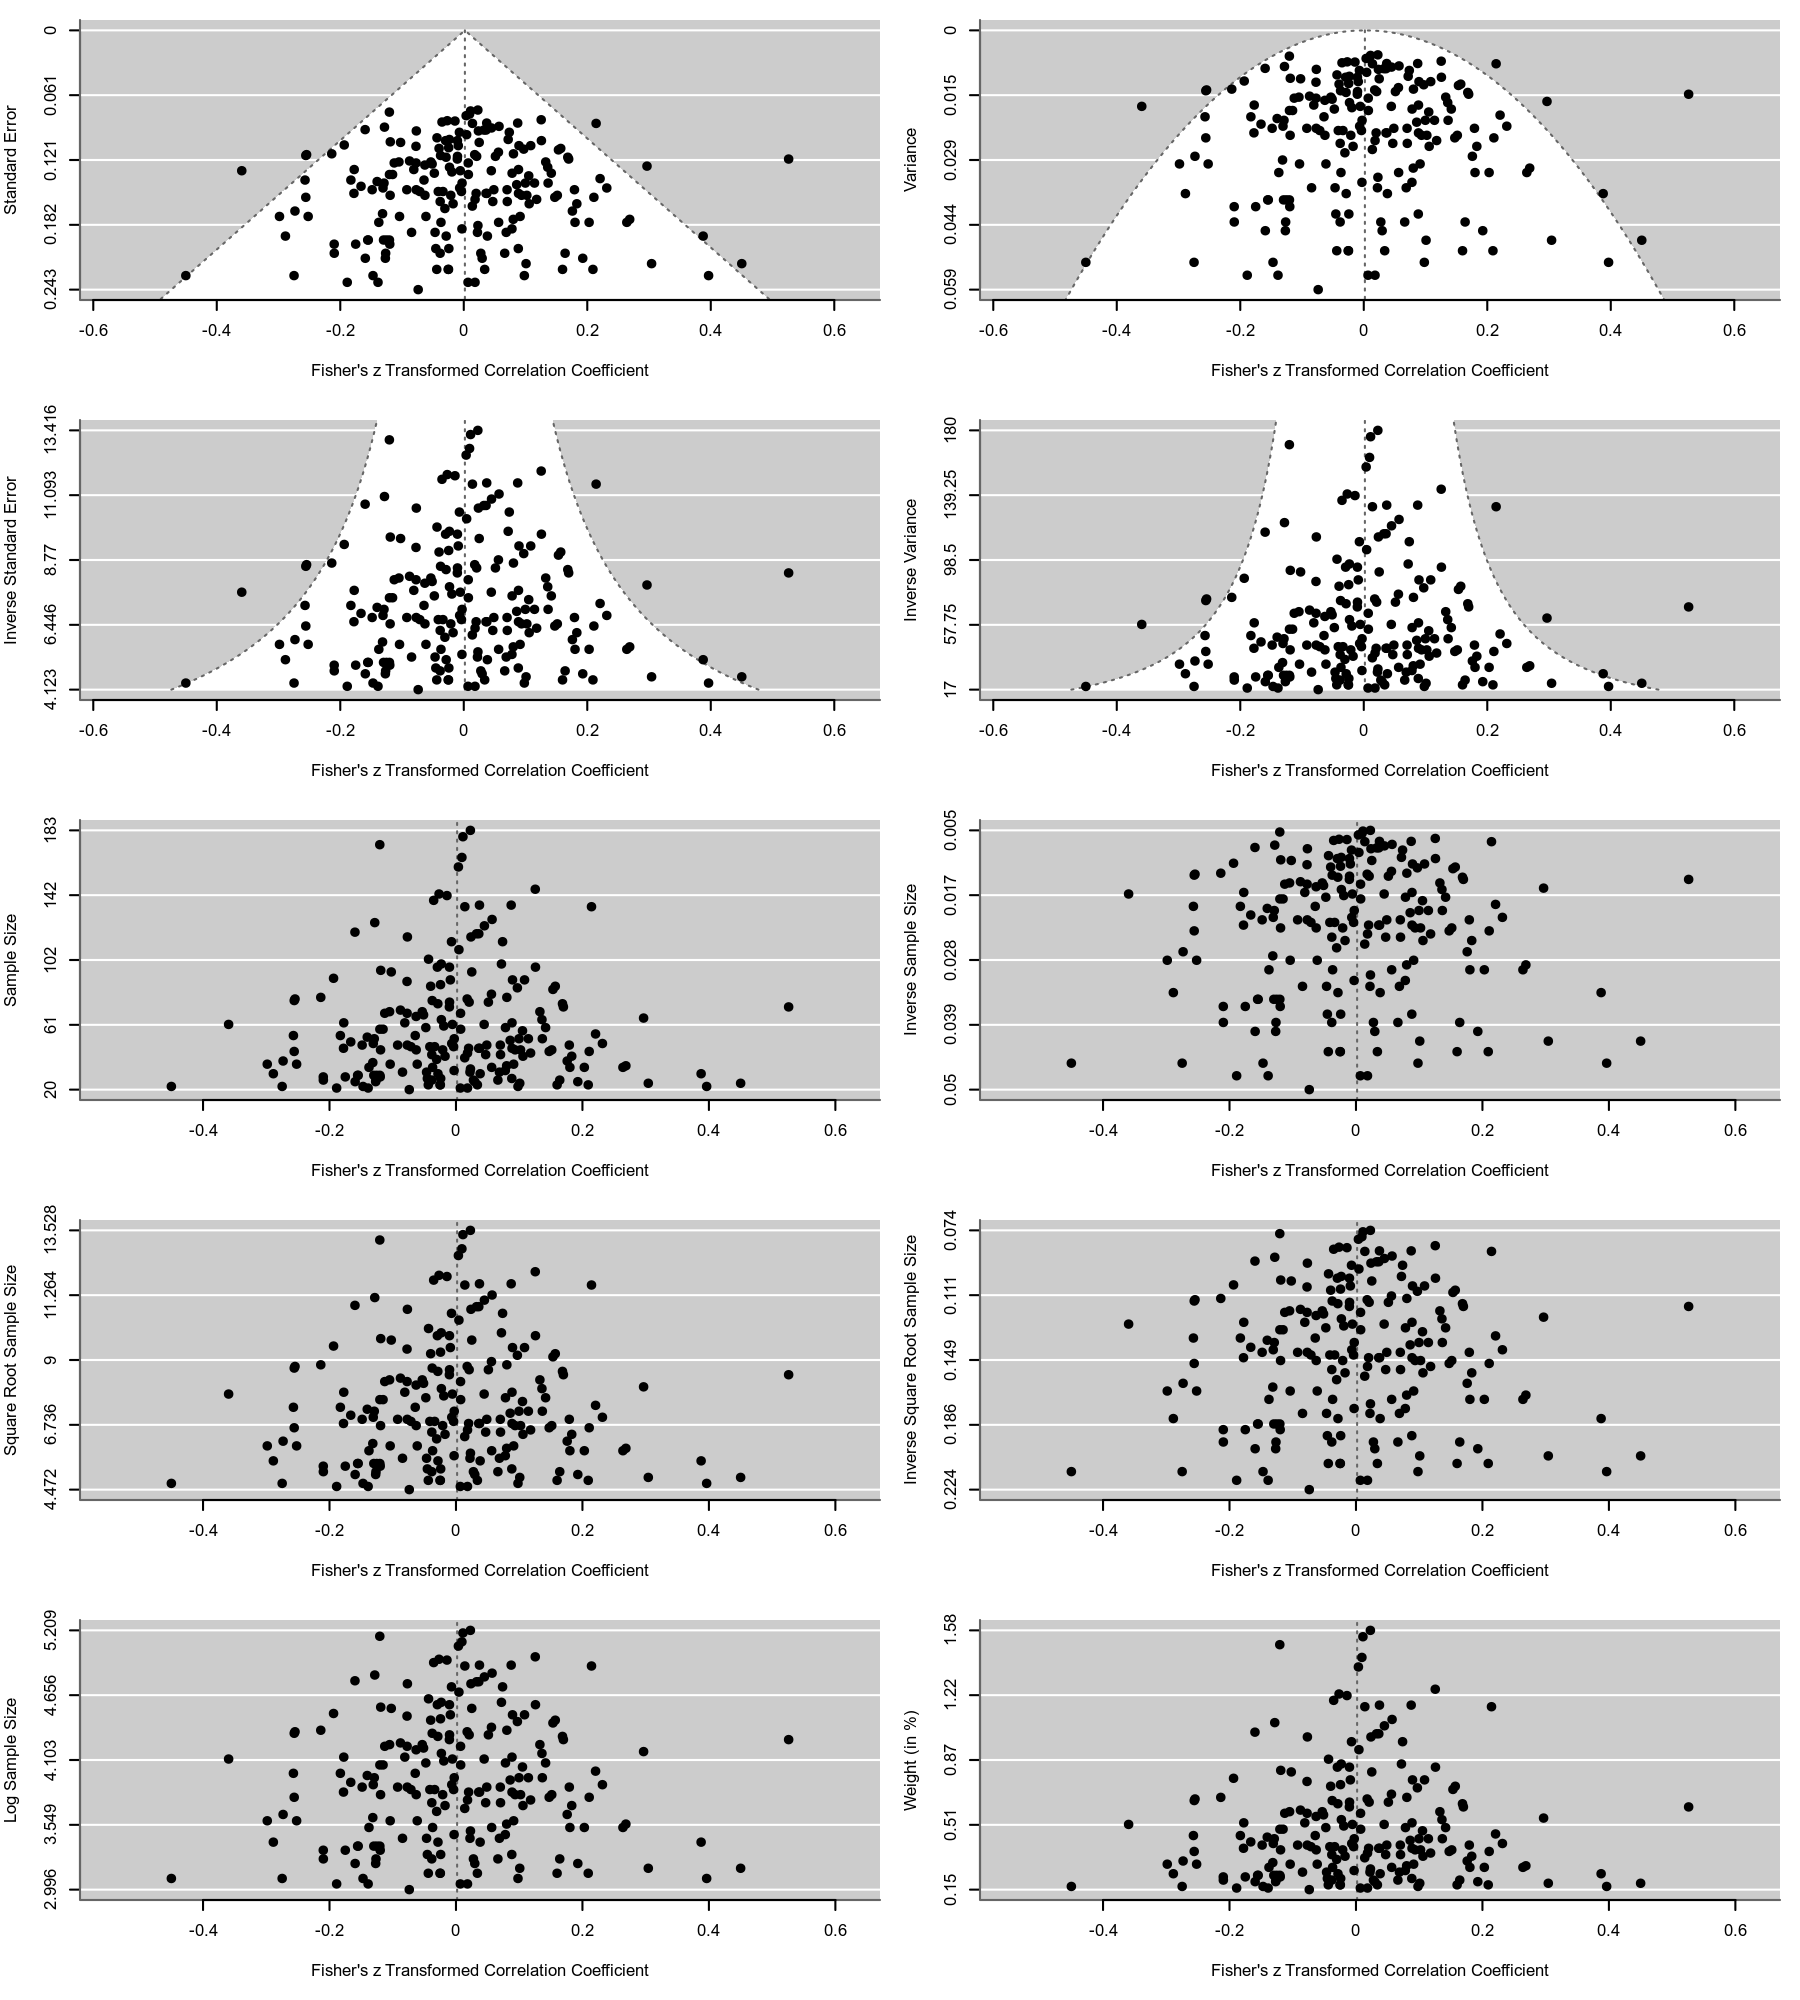 Standard Error
0
0.061
0.121
0.182
0.243
-0.6 -0.4 -0.2 0 0.2 0.4 0.6
Fisher's z Transformed Correlation Coefficient
Variance
0
0.015
0.029
0.044
0.059
-0.6 -0.4 -0.2 0 0.2 0.4 0.6
Fisher's z Transformed Correlation Coefficient
Inverse Standard Error
13.416
11.093
8.77
6.446
4.123
-0.6 -0.4 -0.2 0 0.2 0.4 0.6
Fisher's z Transformed Correlation Coefficient
Inverse Variance
180
139.25
98.5
57.75
17
-0.6 -0.4 -0.2 0 0.2 0.4 0.6
Fisher's z Transformed Correlation Coefficient
Sample Size
183
142
102
61
20
-0.4 -0.2 0 0.2 0.4 0.6
Fisher's z Transformed Correlation Coefficient
Inverse Sample Size
0.005
0.017
0.028
0.039
0.05
-0.4 -0.2 0 0.2 0.4 0.6
Fisher's z Transformed Correlation Coefficient
Square Root Sample Size
13.528
11.264
9
6.736
4.472
-0.4 -0.2 0 0.2 0.4 0.6
Fisher's z Transformed Correlation Coefficient
Inverse Square Root Sample Size
0.074
0.111
0.149
0.186
0.224
-0.4 -0.2 0 0.2 0.4 0.6
Fisher's z Transformed Correlation Coefficient
Log Sample Size
5.209
4.656
4.103
3.549
2.996
-0.4 -0.2 0 0.2 0.4 0.6
Fisher's z Transformed Correlation Coefficient
Weight (in %)
1.58
1.22
0.87
0.51
0.15
-0.4 -0.2 0 0.2 0.4 0.6
Fisher's z Transformed Correlation Coefficient